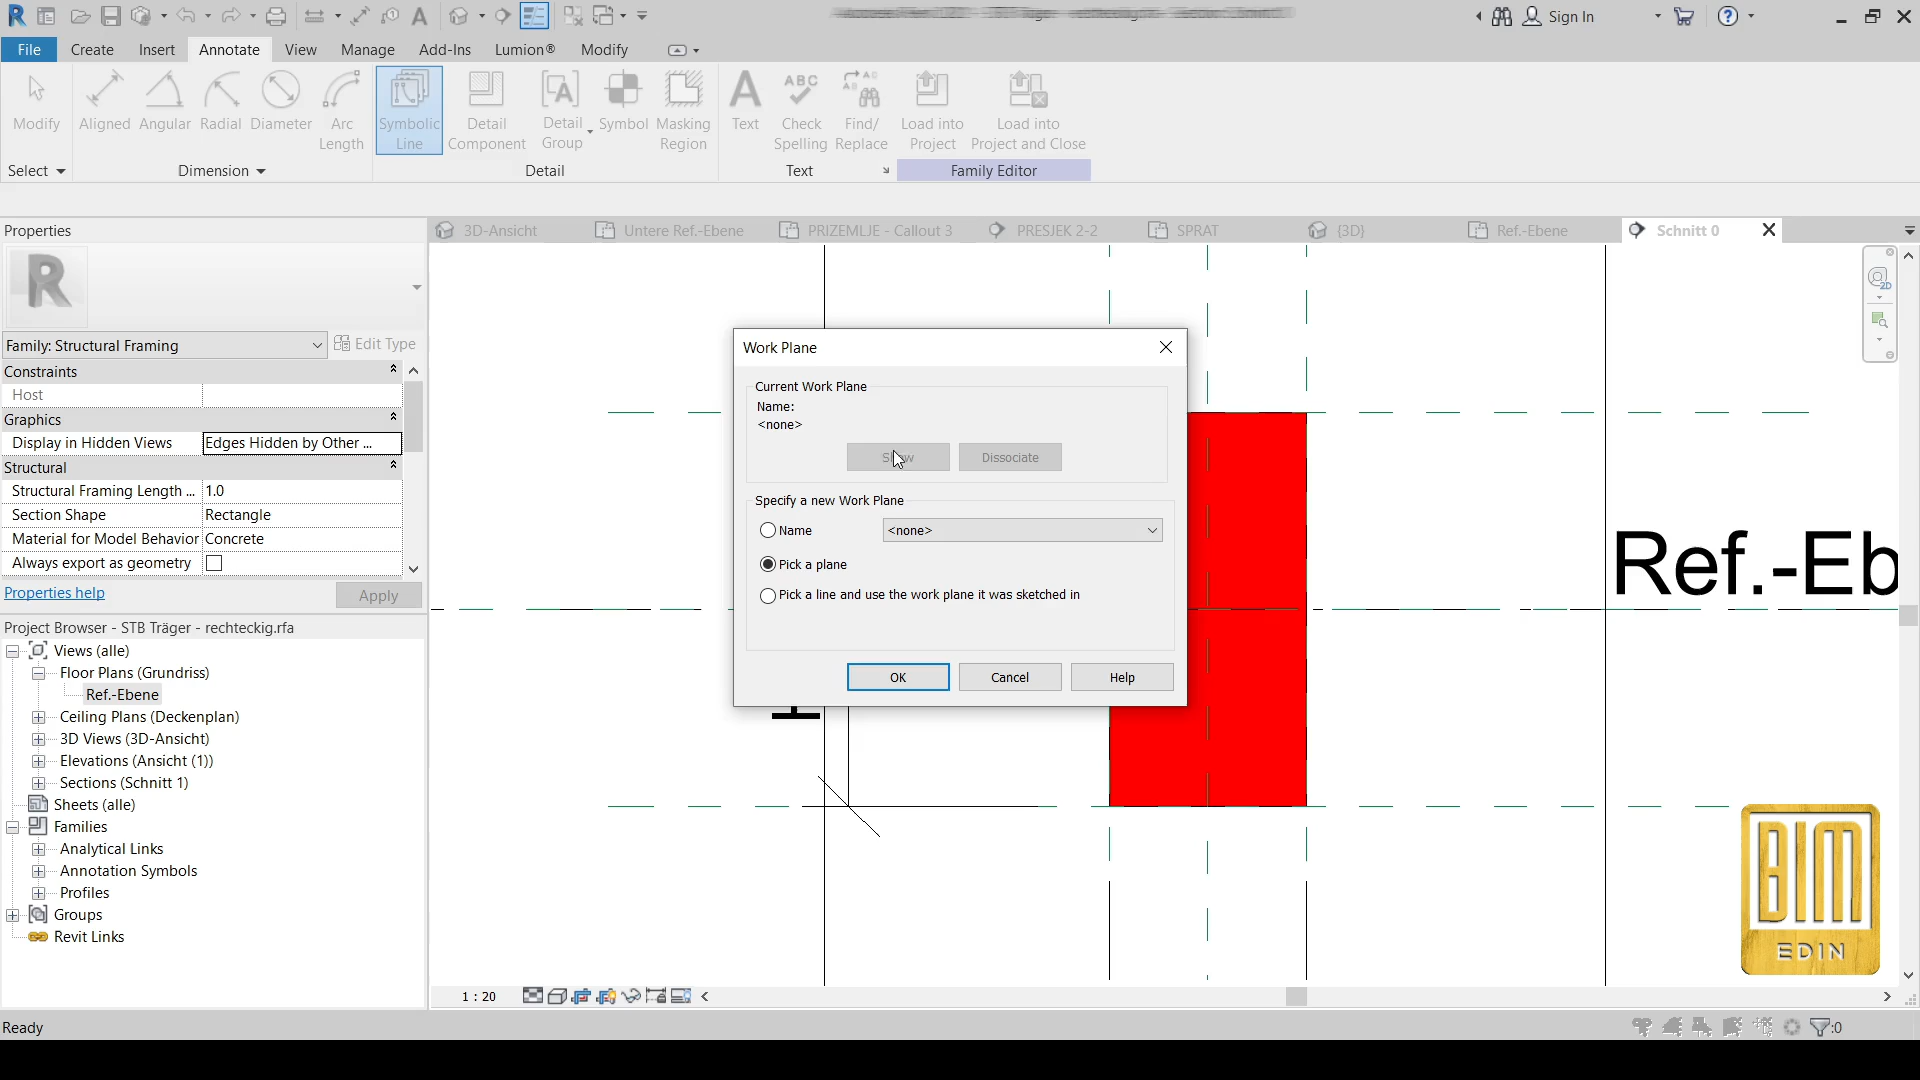 Sign In
File Create Insert Annotate View Manage Add-Ins Lumion® Modify
Modify
Aligned Angular Radial Diameter Arc Length
Symbolic Line Detail Component Detail Group Symbol Masking Region
Text Check Spelling Find/ Replace Load into Project Load into Project and Close
Select Dimension Detail Text Family Editor
3D-Ansicht Untere Ref.-Ebene PRIZEMLJE - Callout 3 PRESJEK 2-2 SPRAT {3D} Ref.-Ebene Schnitt 0
Properties
R
Family: Structural Framing Edit Type
Constraints
Host
Graphics
Display in Hidden Views Edges Hidden by Other ...
Structural
Structural Framing Length ... 1.0
Section Shape Rectangle
Material for Model Behavior Concrete
Always export as geometry
Properties help Apply
Project Browser - STB Träger - rechteckig.rfa
Views (alle)
Floor Plans (Grundriss)
Ref.-Ebene
Ceiling Plans (Deckenplan)
3D Views (3D-Ansicht)
Elevations (Ansicht (1))
Sections (Schnitt 1)
Sheets (alle)
Families
Analytical Links
Annotation Symbols
Profiles
Groups
Revit Links
Work Plane
Current Work Plane
Name:
<none>
Show Dissociate
Specify a new Work Plane
Name <none>
Pick a plane
Pick a line and use the work plane it was sketched in
OK Cancel Help
Ref.-Eb
2D
BIM
EDIN
1 : 20
Ready
:0